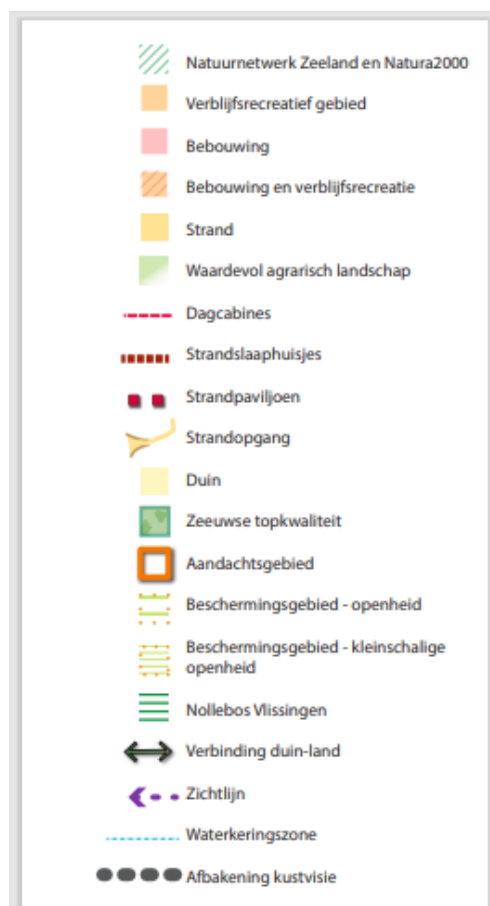 Natuurnetwerk Zeeland en Natura2000
Verblijfsrecreatief gebied
Bebouwing
Bebouwing en verblijfsrecreatie
Strand
Waardevol agrarisch landschap
Dagcabines
Strandslaaphuisjes
Strandpaviljoen
Strandopgang
Duin
Zeeuwse topkwaliteit
Aandachtsgebied
Beschermingsgebied - openheid
Beschermingsgebied - kleinschalige
openheid
Nollebos Vlissingen
Verbinding duin-land
Zichtlijn
Waterkeringszone
Afbakening kustvisie